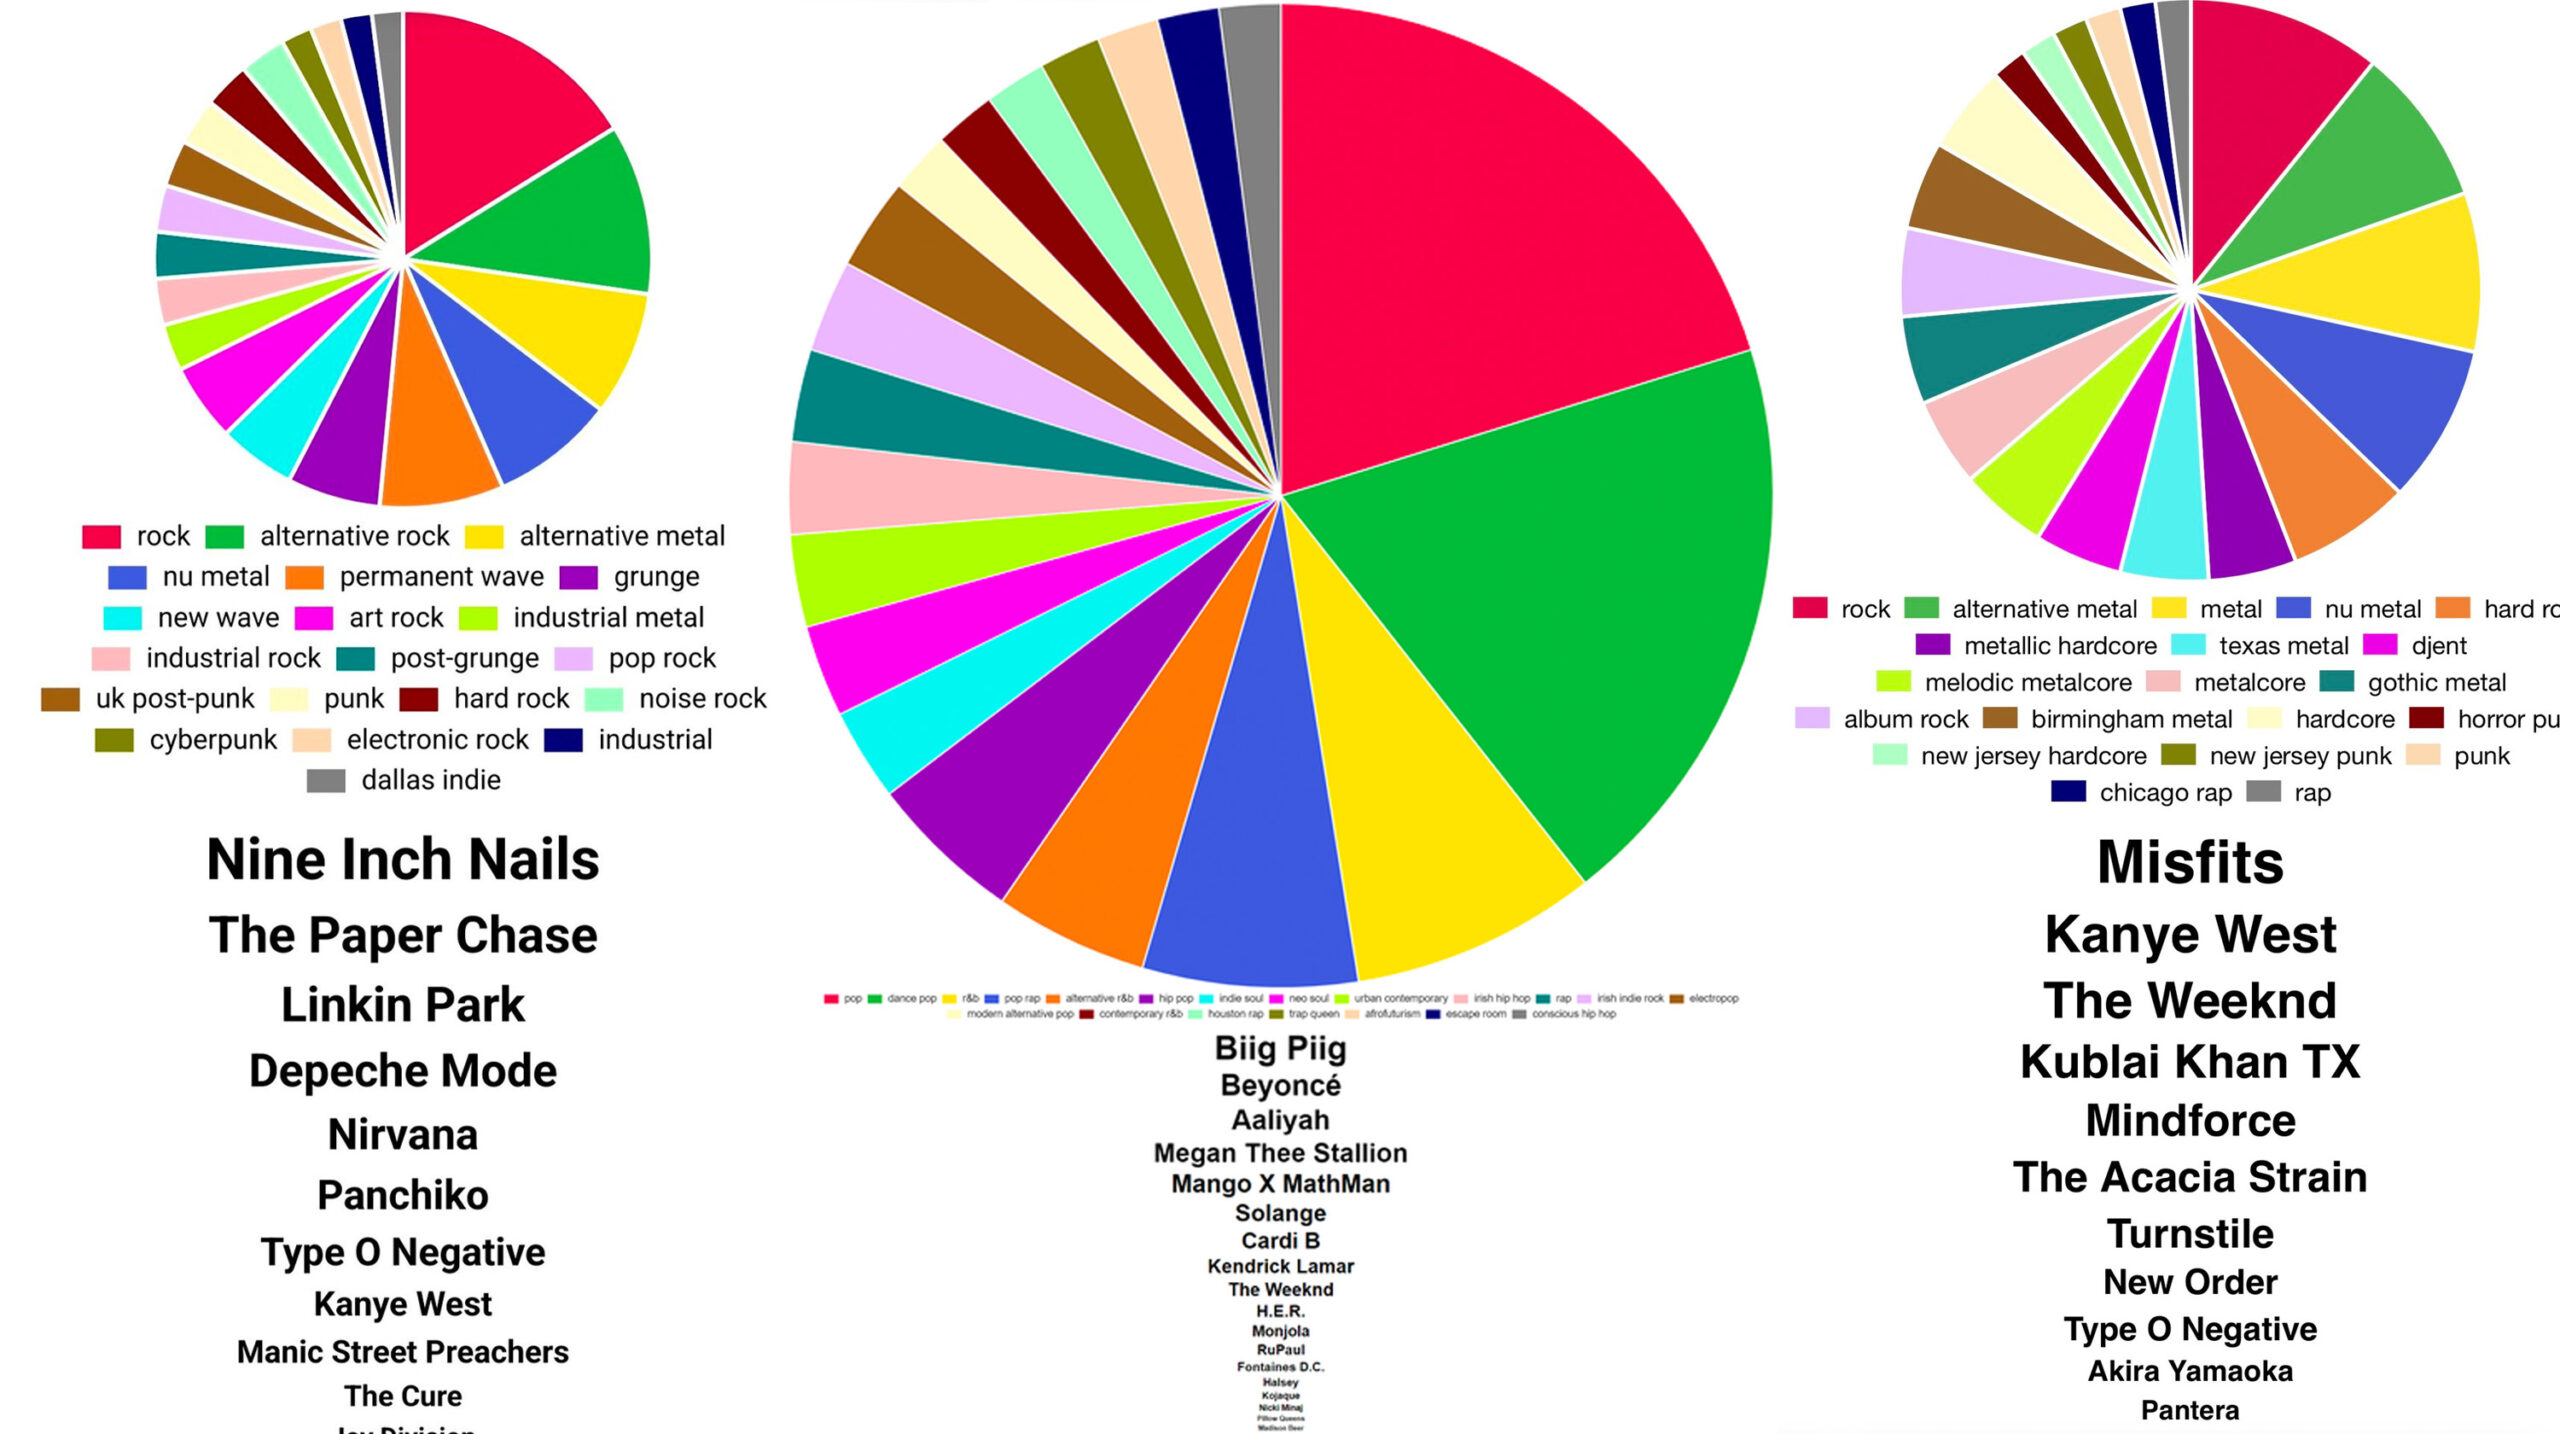 rock alternative rock alternative metal
nu metal permanent wave grunge
new wave art rock industrial metal
industrial rock post-grunge pop rock
uk post-punk punk hard rock noise rock
cyberpunk electronic rock industrial
dallas indie
Nine Inch Nails
The Paper Chase
Linkin Park
Depeche Mode
Nirvana
Panchiko
Type O Negative
Kanye West
Manic Street Preachers
The Cure
pop dance pop r&b pop rap alternative r&b hip pop indie soul neo soul urban contemporary irish hip hop rap irish indie rock electropop
modern alternative pop contemporary r&b houston rap trap queen afrofuturism escape room conscious hip hop
Biig Piig
Beyoncé
Aaliyah
Megan Thee Stallion
Mango X MathMan
Solange
Cardi B
Kendrick Lamar
The Weeknd
H.E.R.
Monjola
RuPaul
Fontaines D.C.
Halsey
Kojaque
Nicki Minaj
Pillow Queens
Madison Beer
rock alternative metal metal nu metal hard ro
metallic hardcore texas metal djent
melodic metalcore metalcore gothic metal
album rock birmingham metal hardcore horror pu
new jersey hardcore new jersey punk punk
chicago rap rap
Misfits
Kanye West
The Weeknd
Kublai Khan TX
Mindforce
The Acacia Strain
Turnstile
New Order
Type O Negative
Akira Yamaoka
Pantera